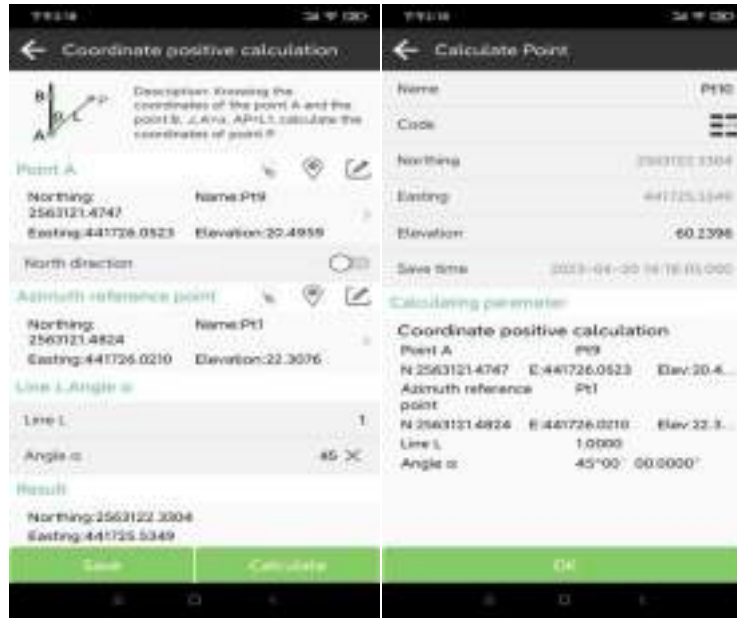 Coordinate positive calculation
B
P
α L
A
Description: Knowing the
coordinates of the point A and the
point B, ∠A=α, AP=L1, calculate the
coordinates of point P
Point A
Northing: Name:Pt9
2563121.4747
Easting:441726.0523 Elevation:20.4959
North direction
Azimuth reference point
Northing: Name:Pt1
2563121.4824
Easting:441726.0210 Elevation:22.3076
Line L,Angle α
Line L 1
Angle α 45
Result
Northing:2563122.3304
Easting:441725.5349
Save Calculate
Calculate Point
Name Pt10
Code
Northing 2563122.3304
Easting 441725.5349
Elevation 60.2396
Save time
Calculating peremeter
Coordinate positive calculation
Point A Pt9
N:2563121.4747 E:441726.0523 Elev:20.4...
Azimuth reference Pt1
point
N:2563121.4824 E:441726.0210 Elev:22.3...
Line L 1.0000
Angle α 45°00′ 00.0000″
OK